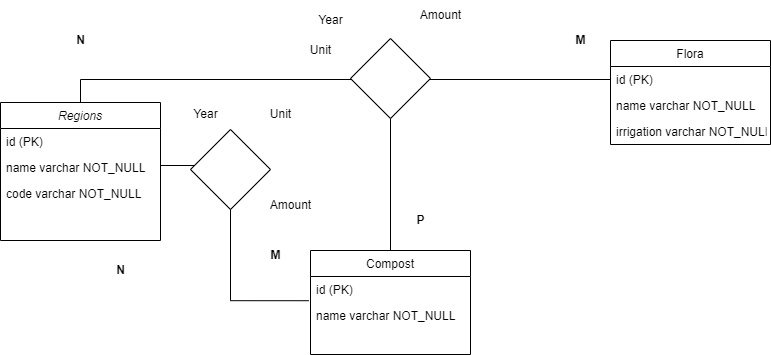 Year
Amount
N
Unit
M
Flora
id (PK)
name varchar NOT_NULL
irrigation varchar NOT_NULL
Regions
id (PK)
name varchar NOT_NULL
code varchar NOT_NULL
Year
Unit
Amount
P
N
M
Compost
id (PK)
name varchar NOT_NULL